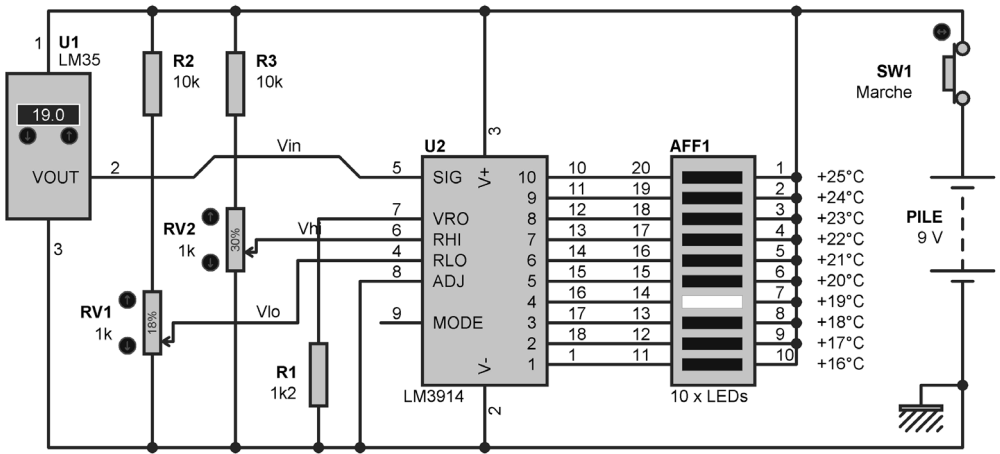 1
U1
LM35
19.0
VOUT
2
3
R2
10k
R3
10k
Vin
RV2
1k
30%
Vhi
RV1
1k
18%
Vlo
R1
1k2
U2
3
V+
5
SIG
7
VRO
6
RHI
4
RLO
8
ADJ
9
MODE
V-
2
LM3914
10 10 20 1 +25°C
9 11 19 2 +24°C
8 12 18 3 +23°C
7 13 17 4 +22°C
6 14 16 5 +21°C
5 15 15 6 +20°C
4 16 14 7 +19°C
3 17 13 8 +18°C
2 18 12 9 +17°C
1 1 11 10 +16°C
AFF1
10 x LEDs
SW1
Marche
PILE
9 V